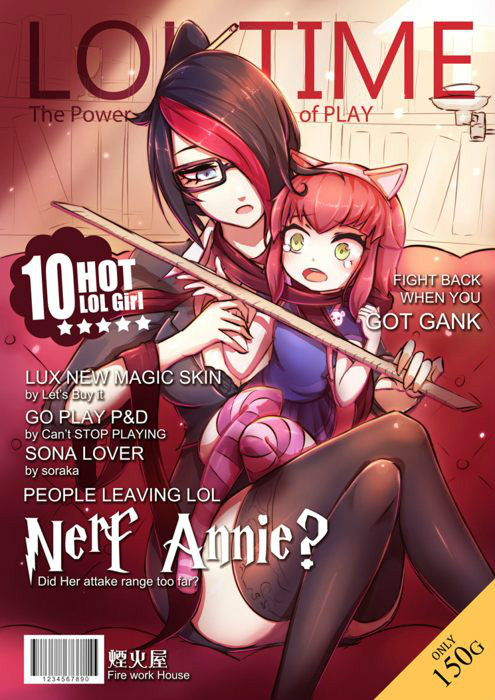 LOL TIME
The Power of PLAY
10 HOT
LOL Girl
FIGHT BACK
WHEN YOU
GOT GANK
LUX NEW MAGIC SKIN
by Let's Buy it
GO PLAY P&D
by Can't STOP PLAYING
SONA LOVER
by soraka
PEOPLE LEAVING LOL
Nerf Annie?
Did Her attake range too far?
ONLY
150G
1234567890
煙火屋
Fire work House